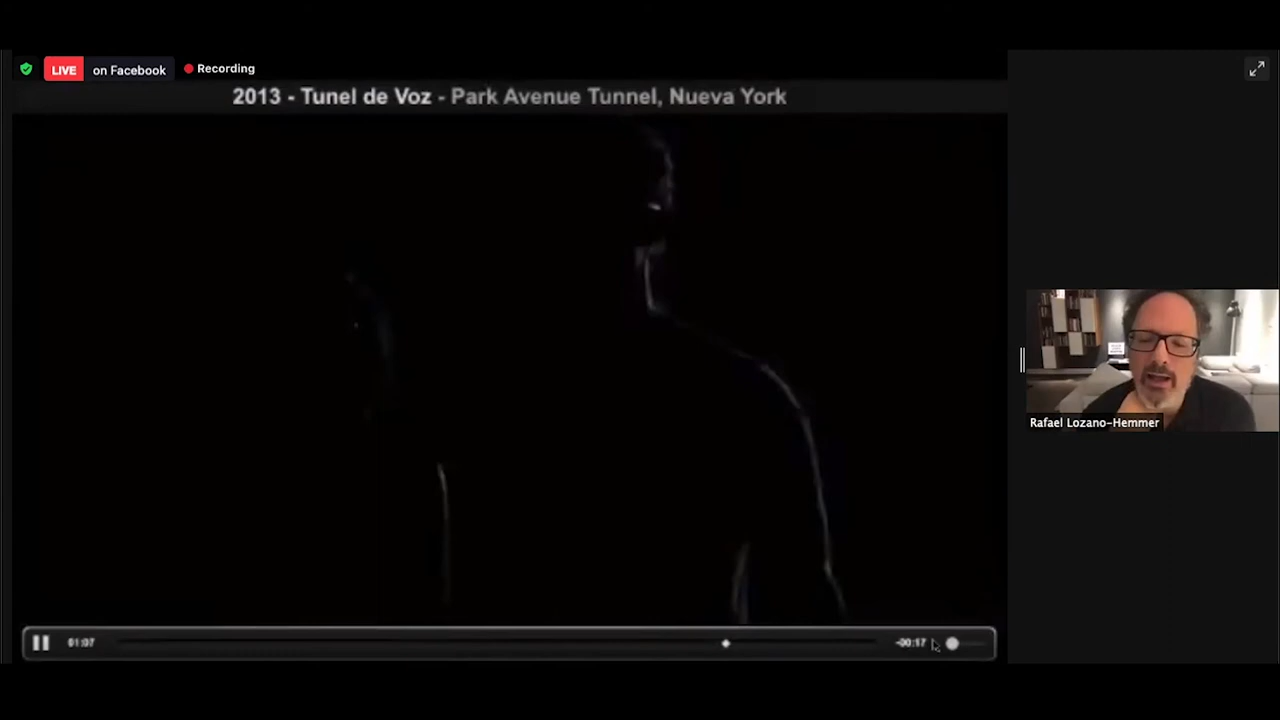 LIVE on Facebook Recording
2013 - Tunel de Voz - Park Avenue Tunnel, Nueva York
Rafael Lozano-Hemmer
01:07 -00:17